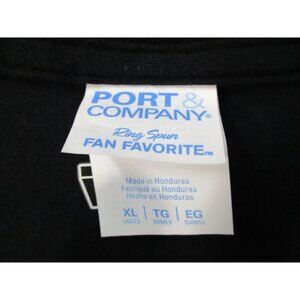 PORT &
COMPANY®
Ring Spun
FAN FAVORITE™
Made in Honduras
Fabriqué au Honduras
Hecho en Honduras
XL | TG | EG
LADIES DAMES DAMAS